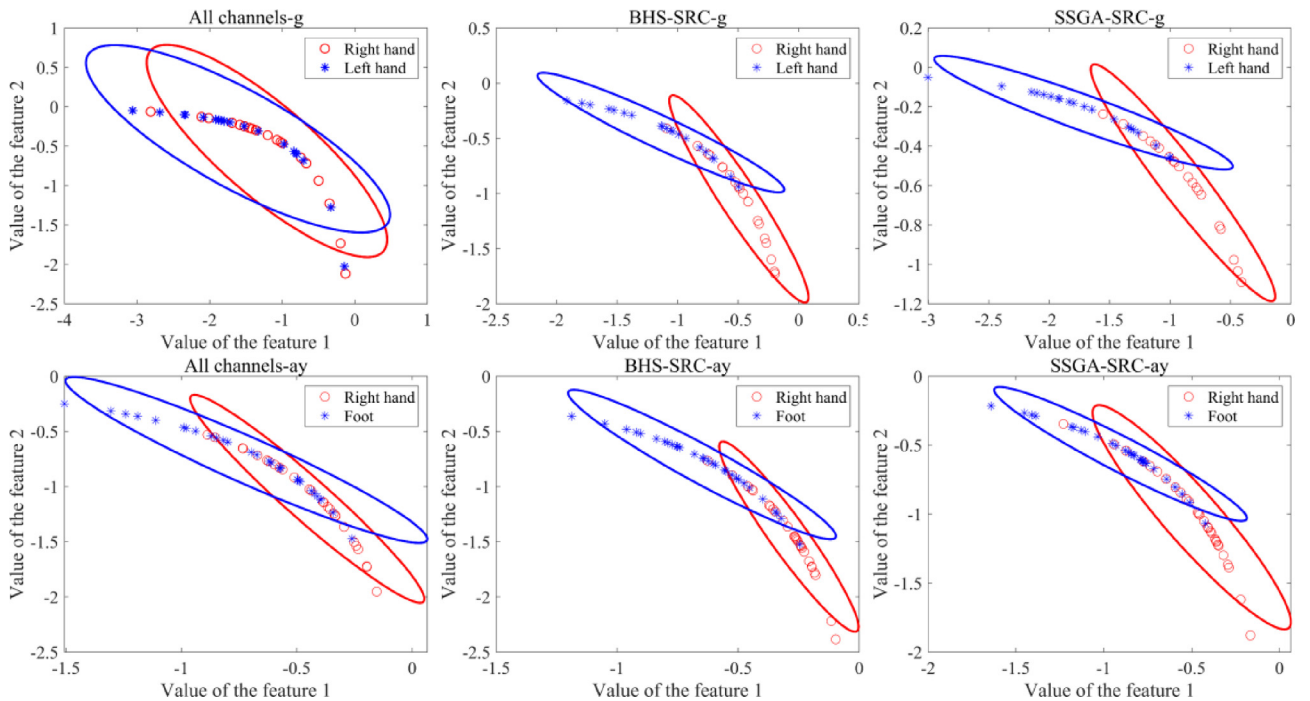 All channels-g
BHS-SRC-g
SSGA-SRC-g
Value of the feature 2
1
0.5
0
-0.5
-1
-1.5
-2
-2.5
Right hand
Left hand
-4
-3
-2
-1
0
1
Value of the feature 1
Value of the feature 2
0.5
0
-0.5
-1
-1.5
-2
Right hand
Left hand
-2.5
-2
-1.5
-1
-0.5
0
0.5
Value of the feature 1
Value of the feature 2
0.2
0
-0.2
-0.4
-0.6
-0.8
-1
-1.2
Right hand
Left hand
-3
-2.5
-2
-1.5
-1
-0.5
0
Value of the feature 1
All channels-ay
BHS-SRC-ay
SSGA-SRC-ay
Value of the feature 2
0
-0.5
-1
-1.5
-2
-2.5
Right hand
Foot
-1.5
-1
-0.5
0
Value of the feature 1
Value of the feature 2
0
-0.5
-1
-1.5
-2
-2.5
Right hand
Foot
-1.5
-1
-0.5
0
Value of the feature 1
Value of the feature 2
0
-0.5
-1
-1.5
-2
Right hand
Foot
-2
-1.5
-1
-0.5
0
Value of the feature 1